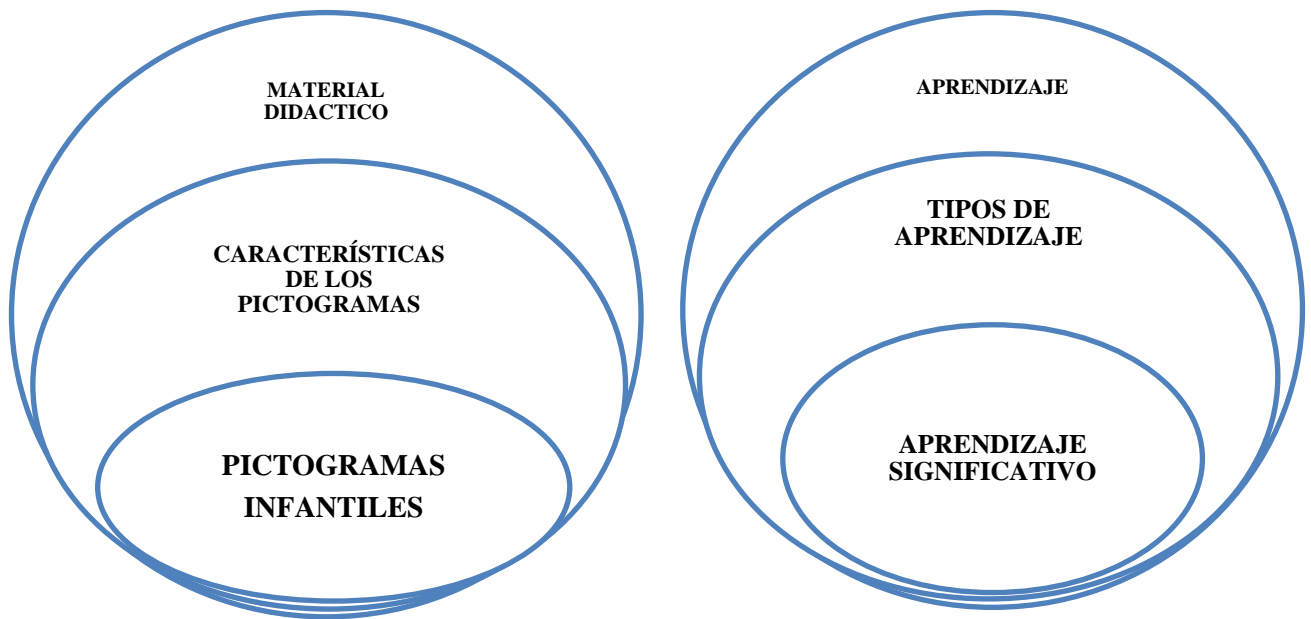 MATERIAL
DIDACTICO
CARACTERÍSTICAS
DE LOS
PICTOGRAMAS
PICTOGRAMAS
INFANTILES
APRENDIZAJE
TIPOS DE
APRENDIZAJE
APRENDIZAJE
SIGNIFICATIVO